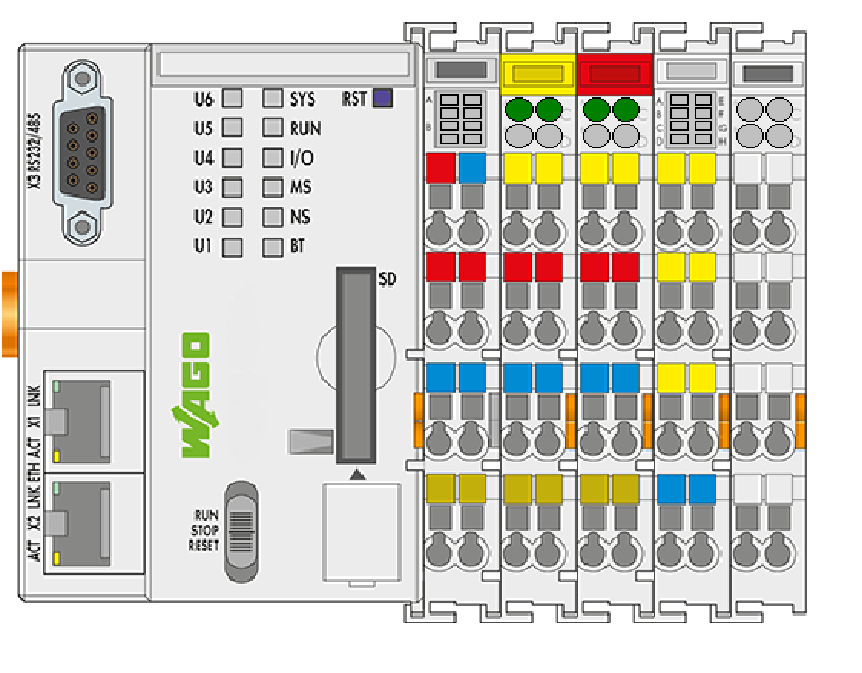 X3 RS232/485
U6 SYS RST
U5 RUN
U4 I/O
U3 MS
U2 NS
U1 BT
SD
WAGO
ACT X2 LNK ETH ACT X1 LNK
RUN
STOP
RESET
A
B
A E
B F
C G
D H